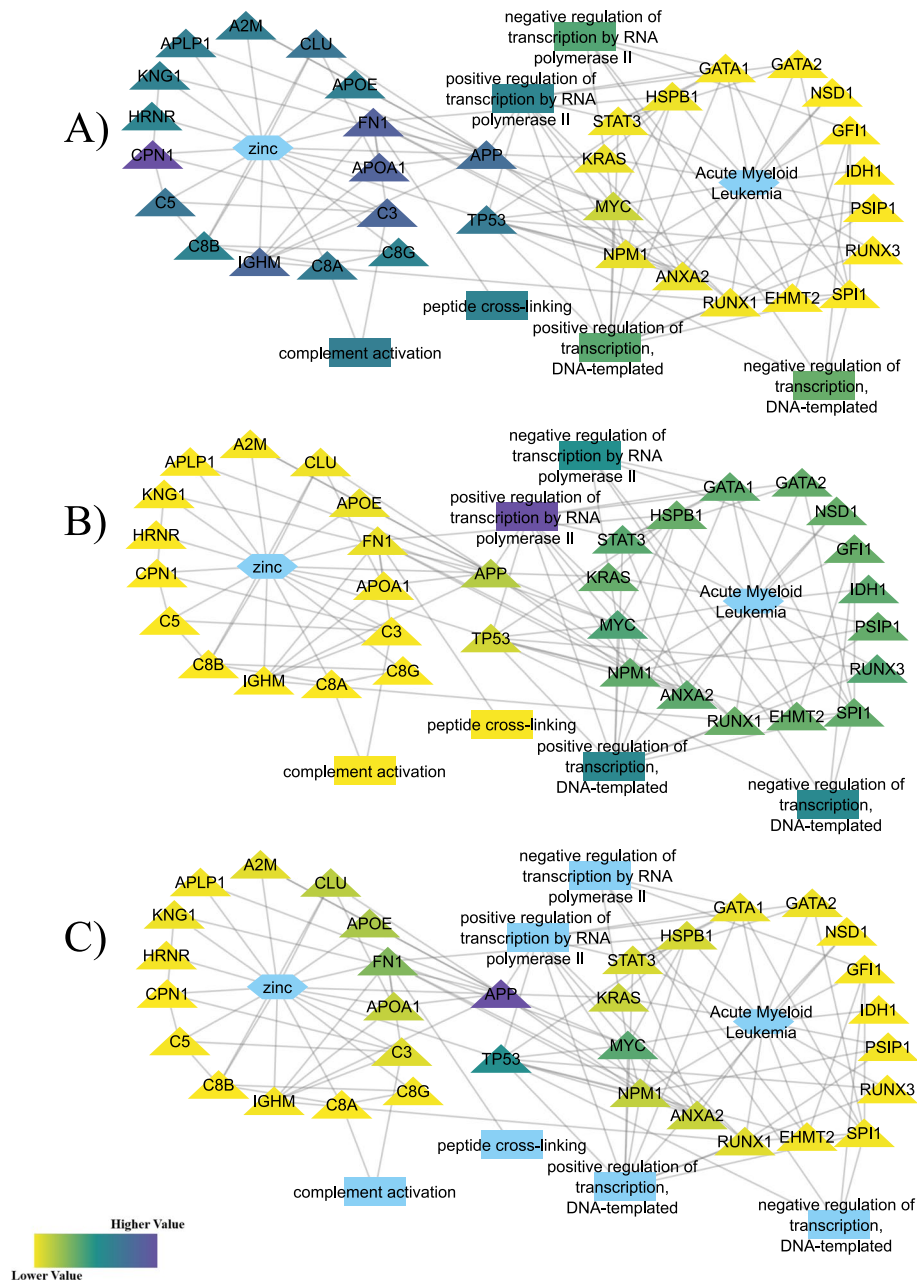 A)
A2M
CLU
APLP1
KNG1
APOE
HRNR
FN1
zinc
CPN1
APOA1
APP
C5
C3
TP53
C8B
IGHM
C8A
C8G
negative regulation of
transcription by RNA
polymerase II
positive regulation of
transcription by RNA
polymerase II
GATA1
GATA2
HSPB1
NSD1
STAT3
GFI1
KRAS
Acute Myeloid
Leukemia
IDH1
MYC
PSIP1
NPM1
RUNX3
ANXA2
RUNX1
EHMT2
SPI1
peptide cross-linking
complement activation
positive regulation of
transcription,
DNA-templated
negative regulation of
transcription,
DNA-templated
B)
A2M
CLU
APLP1
KNG1
APOE
HRNR
FN1
zinc
CPN1
APOA1
APP
C5
C3
TP53
C8B
IGHM
C8A
C8G
negative regulation of
transcription by RNA
polymerase II
positive regulation of
transcription by RNA
polymerase II
GATA1
GATA2
HSPB1
NSD1
STAT3
GFI1
KRAS
Acute Myeloid
Leukemia
IDH1
MYC
PSIP1
NPM1
RUNX3
ANXA2
RUNX1
EHMT2
SPI1
peptide cross-linking
complement activation
positive regulation of
transcription,
DNA-templated
negative regulation of
transcription,
DNA-templated
C)
A2M
CLU
APLP1
KNG1
APOE
HRNR
FN1
zinc
CPN1
APOA1
APP
C5
C3
TP53
C8B
IGHM
C8A
C8G
negative regulation of
transcription by RNA
polymerase II
positive regulation of
transcription by RNA
polymerase II
GATA1
GATA2
HSPB1
NSD1
STAT3
GFI1
KRAS
Acute Myeloid
Leukemia
IDH1
MYC
PSIP1
NPM1
RUNX3
ANXA2
RUNX1
EHMT2
SPI1
peptide cross-linking
complement activation
positive regulation of
transcription,
DNA-templated
negative regulation of
transcription,
DNA-templated
Higher Value
Lower Value